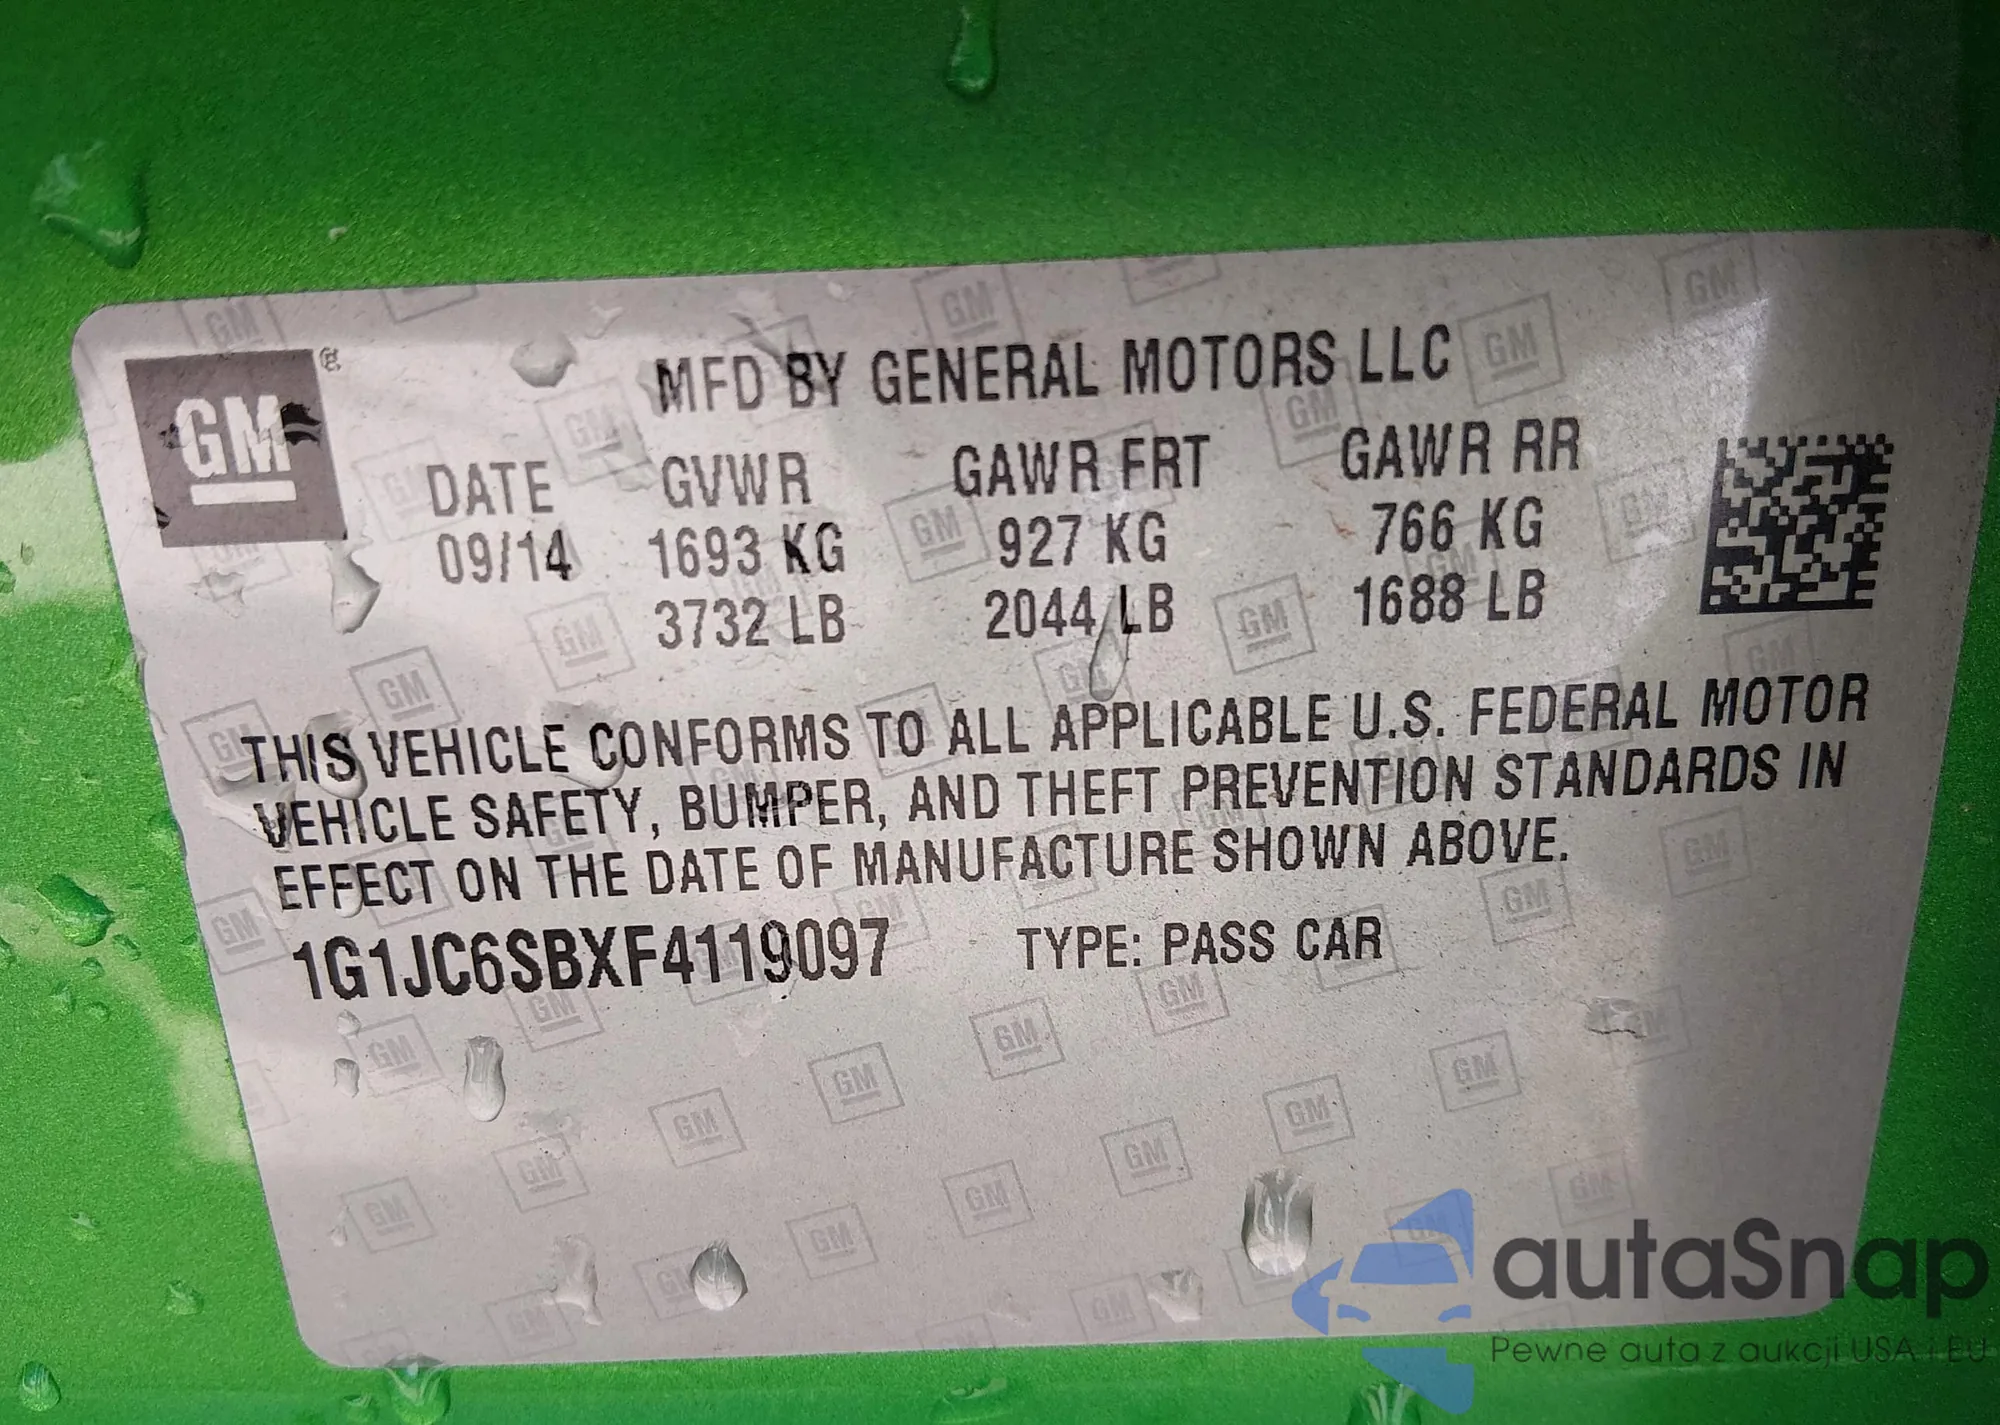 GM ®
MFD BY GENERAL MOTORS LLC
DATE GVWR GAWR FRT GAWR RR
09/14 1693 KG 927 KG 766 KG
3732 LB 2044 LB 1688 LB
THIS VEHICLE CONFORMS TO ALL APPLICABLE U.S. FEDERAL MOTOR
VEHICLE SAFETY, BUMPER, AND THEFT PREVENTION STANDARDS IN
EFFECT ON THE DATE OF MANUFACTURE SHOWN ABOVE.
1G1JC6SBXF4119097 TYPE: PASS CAR
autaSnap
Pewne auta z aukcji USA i EU